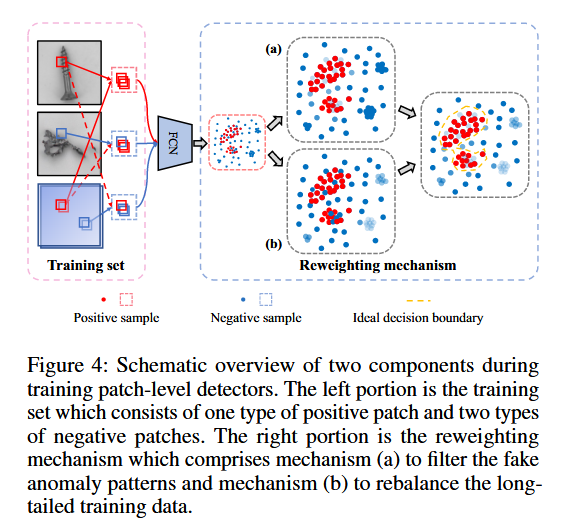 (a)
FCN
(b)
Training set
Reweighting mechanism
Positive sample
Negative sample
Ideal decision boundary
Figure 4: Schematic overview of two components during
training patch-level detectors. The left portion is the training
set which consists of one type of positive patch and two types
of negative patches. The right portion is the reweighting
mechanism which comprises mechanism (a) to filter the fake
anomaly patterns and mechanism (b) to rebalance the long-
tailed training data.